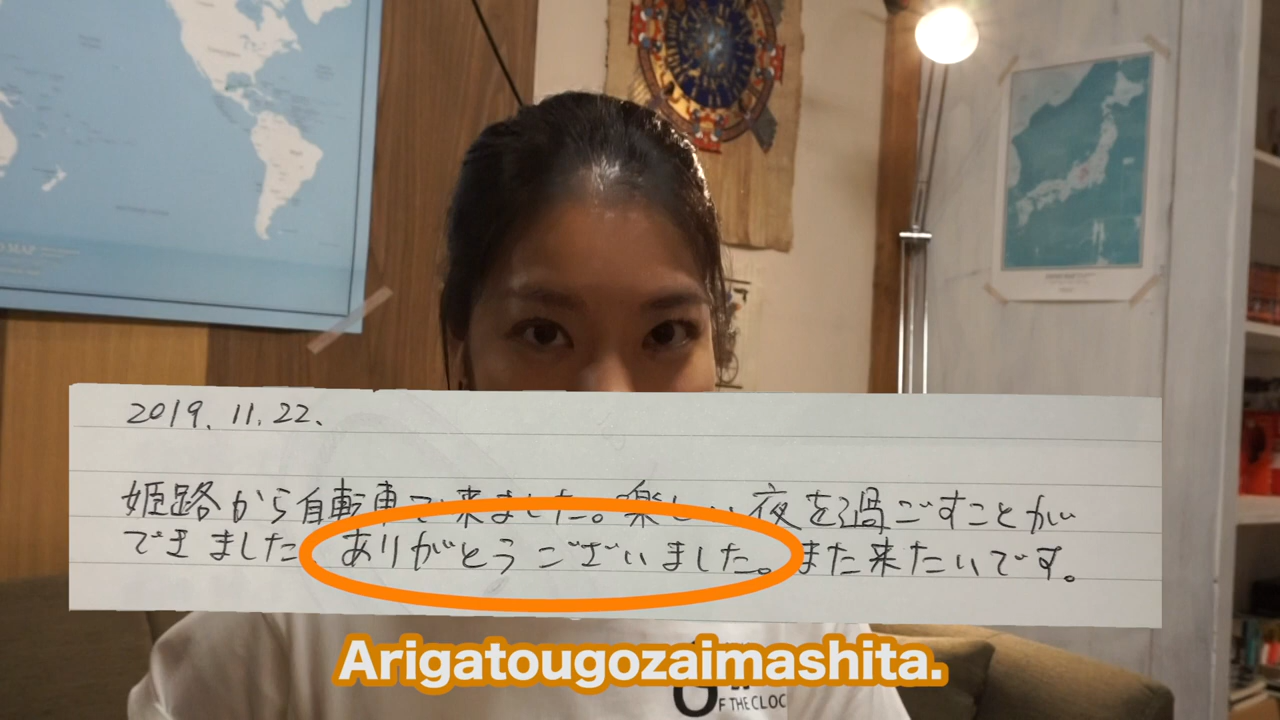 2019.11.22、
姫路から自転車で来ました。楽しい夜を過ごすことが
できました。ありがとうございました。また来たいです。
Arigatougozaimashita.
OF THE CLOC